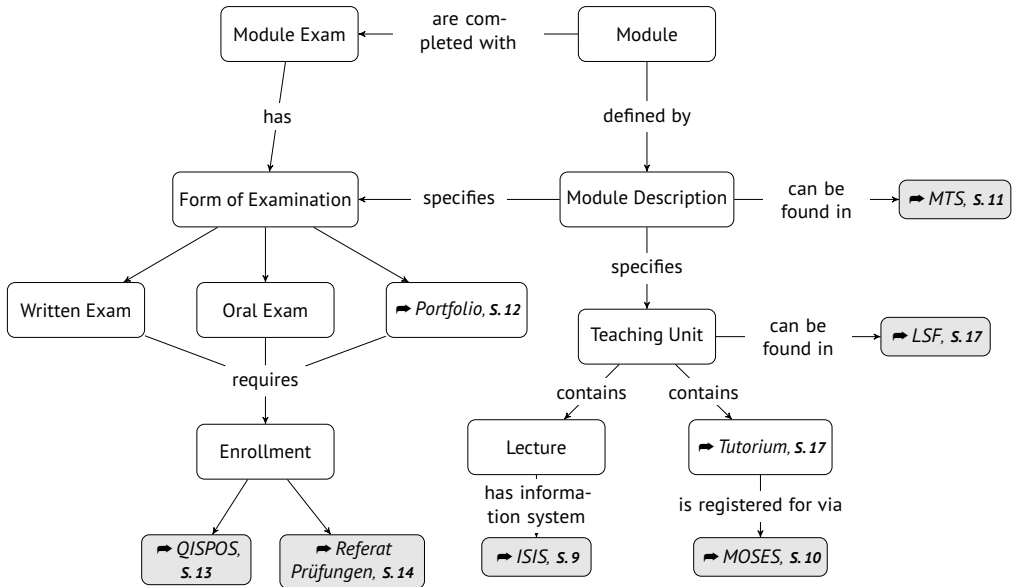 Module Exam
are com-
pleted with
Module
has
defined by
Form of Examination
specifies
Module Description
can be
found in
➡ MTS, S. 11
specifies
Written Exam
Oral Exam
➡ Portfolio, S. 12
Teaching Unit
can be
found in
➡ LSF, S. 17
requires
contains
contains
Enrollment
Lecture
➡ Tutorium, S. 17
has informa-
tion system
is registered for via
➡ QISPOS,
S. 13
➡ Referat
Prüfungen, S. 14
➡ ISIS, S. 9
➡ MOSES, S. 10